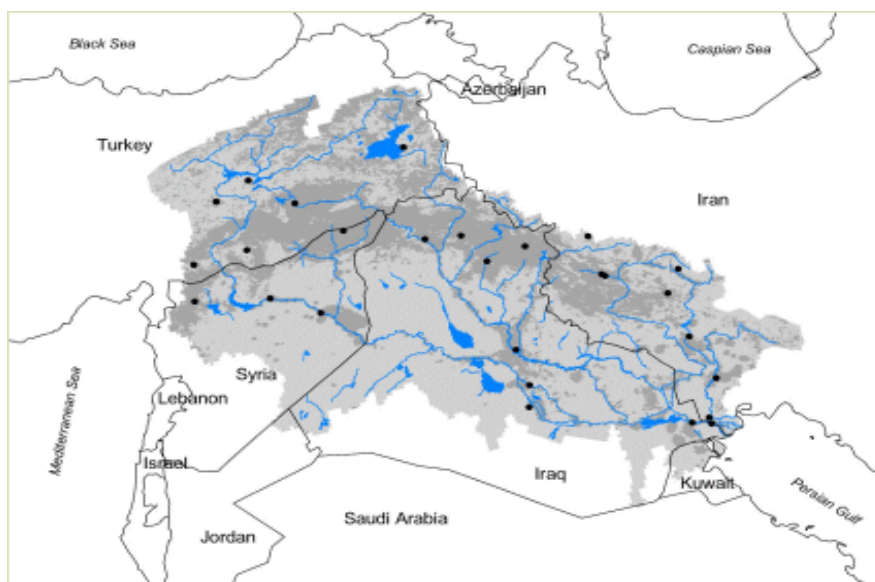 Black Sea
Caspian Sea
Azerbaijan
Turkey
Iran
Syria
Lebanon
Mediterranean Sea
Israel
Iraq
Kuwait
Persian Gulf
Saudi Arabia
Jordan